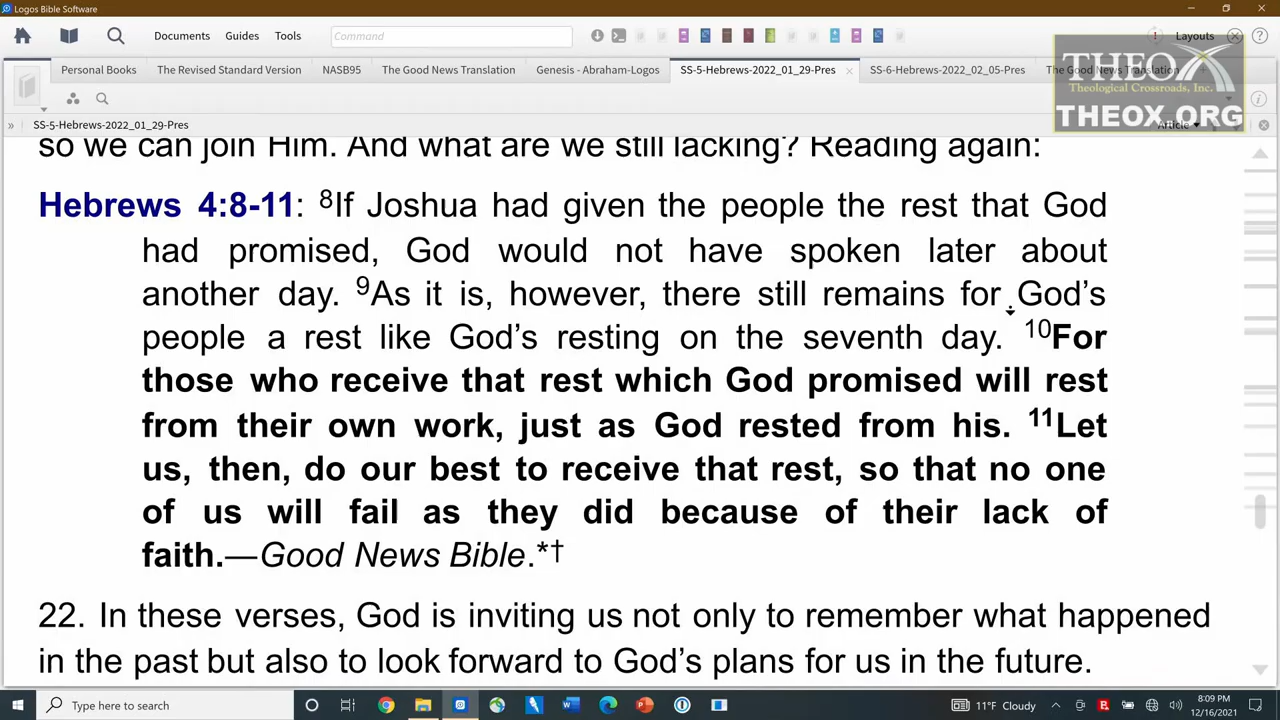 Logos Bible Software
Documents Guides Tools Command Layouts
Personal Books The Revised Standard Version NASB95 The Good News Translation Genesis - Abraham-Logos SS-5-Hebrews-2022_01_29-Pres SS-6-Hebrews-2022_02_05-Pres The Good News Translation
THEOX
Theological Crossroads, Inc.
THEOX.ORG
SS-5-Hebrews-2022_01_29-Pres Article
so we can join Him. And what are we still lacking? Reading again:
Hebrews 4:8-11: 8If Joshua had given the people the rest that God
had promised, God would not have spoken later about
another day. 9As it is, however, there still remains for God’s
people a rest like God’s resting on the seventh day. 10For
those who receive that rest which God promised will rest
from their own work, just as God rested from his. 11Let
us, then, do our best to receive that rest, so that no one
of us will fail as they did because of their lack of
faith.—Good News Bible.*†
22. In these verses, God is inviting us not only to remember what happened
in the past but also to look forward to God’s plans for us in the future.
Type here to search
11°F Cloudy
8:09 PM
12/16/2021